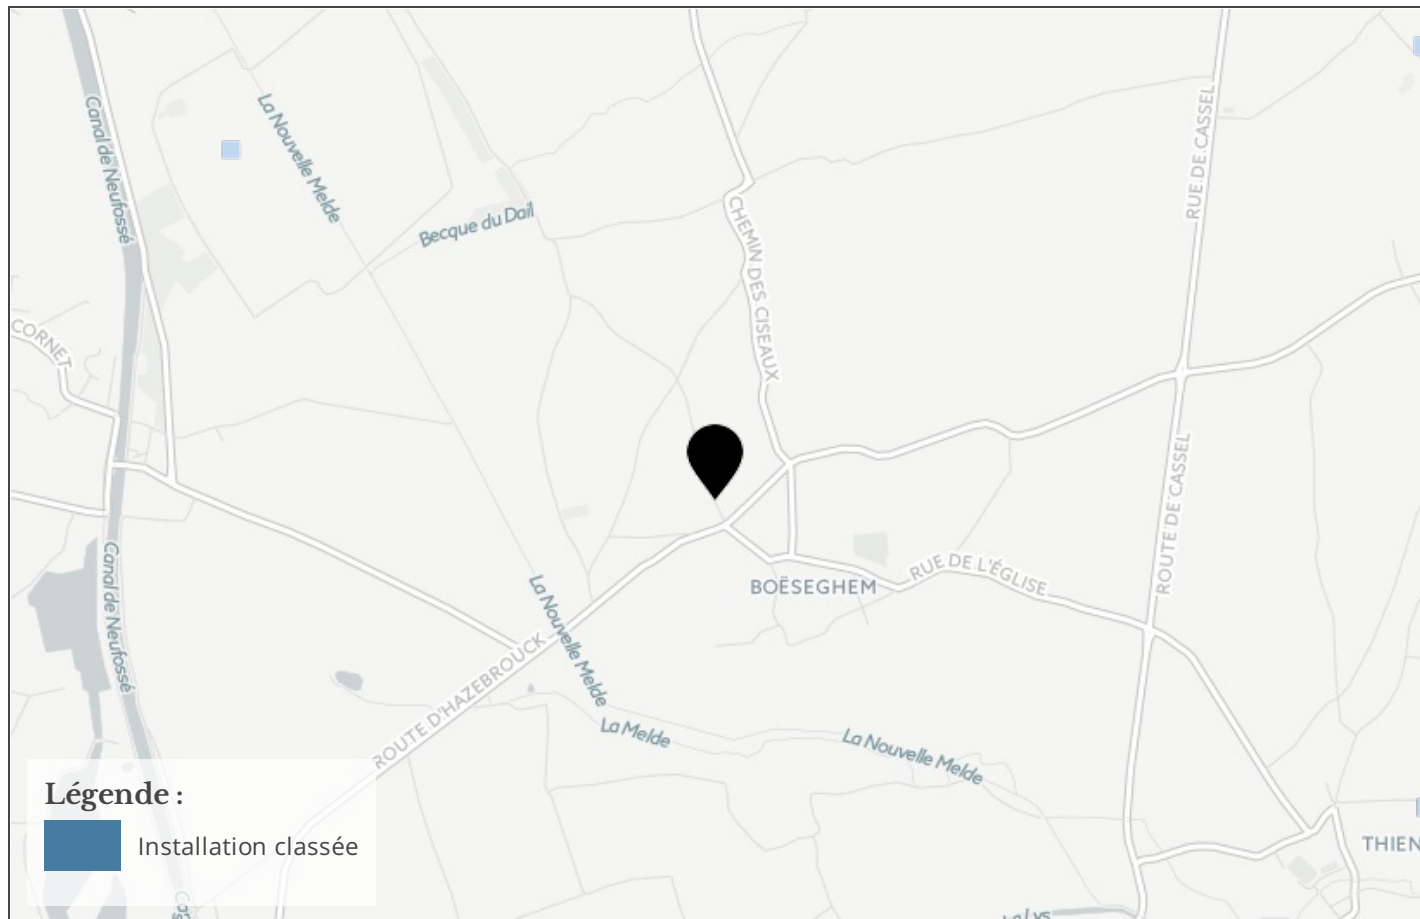 Canal de Neufossé
La Nouvelle Melde
Becque du Dail
CHEMIN DES CISEAUX
RUE DE CASSEL
CORNET
ROUTE DE CASSEL
Canal de Neufossé
La Nouvelle Melde
BOËSEGHEM
RUE DE L'ÉGLISE
ROUTE D'HAZEBROUCK
La Melde
La Nouvelle Melde
Légende :
Installation classée
THIEN
La Lys